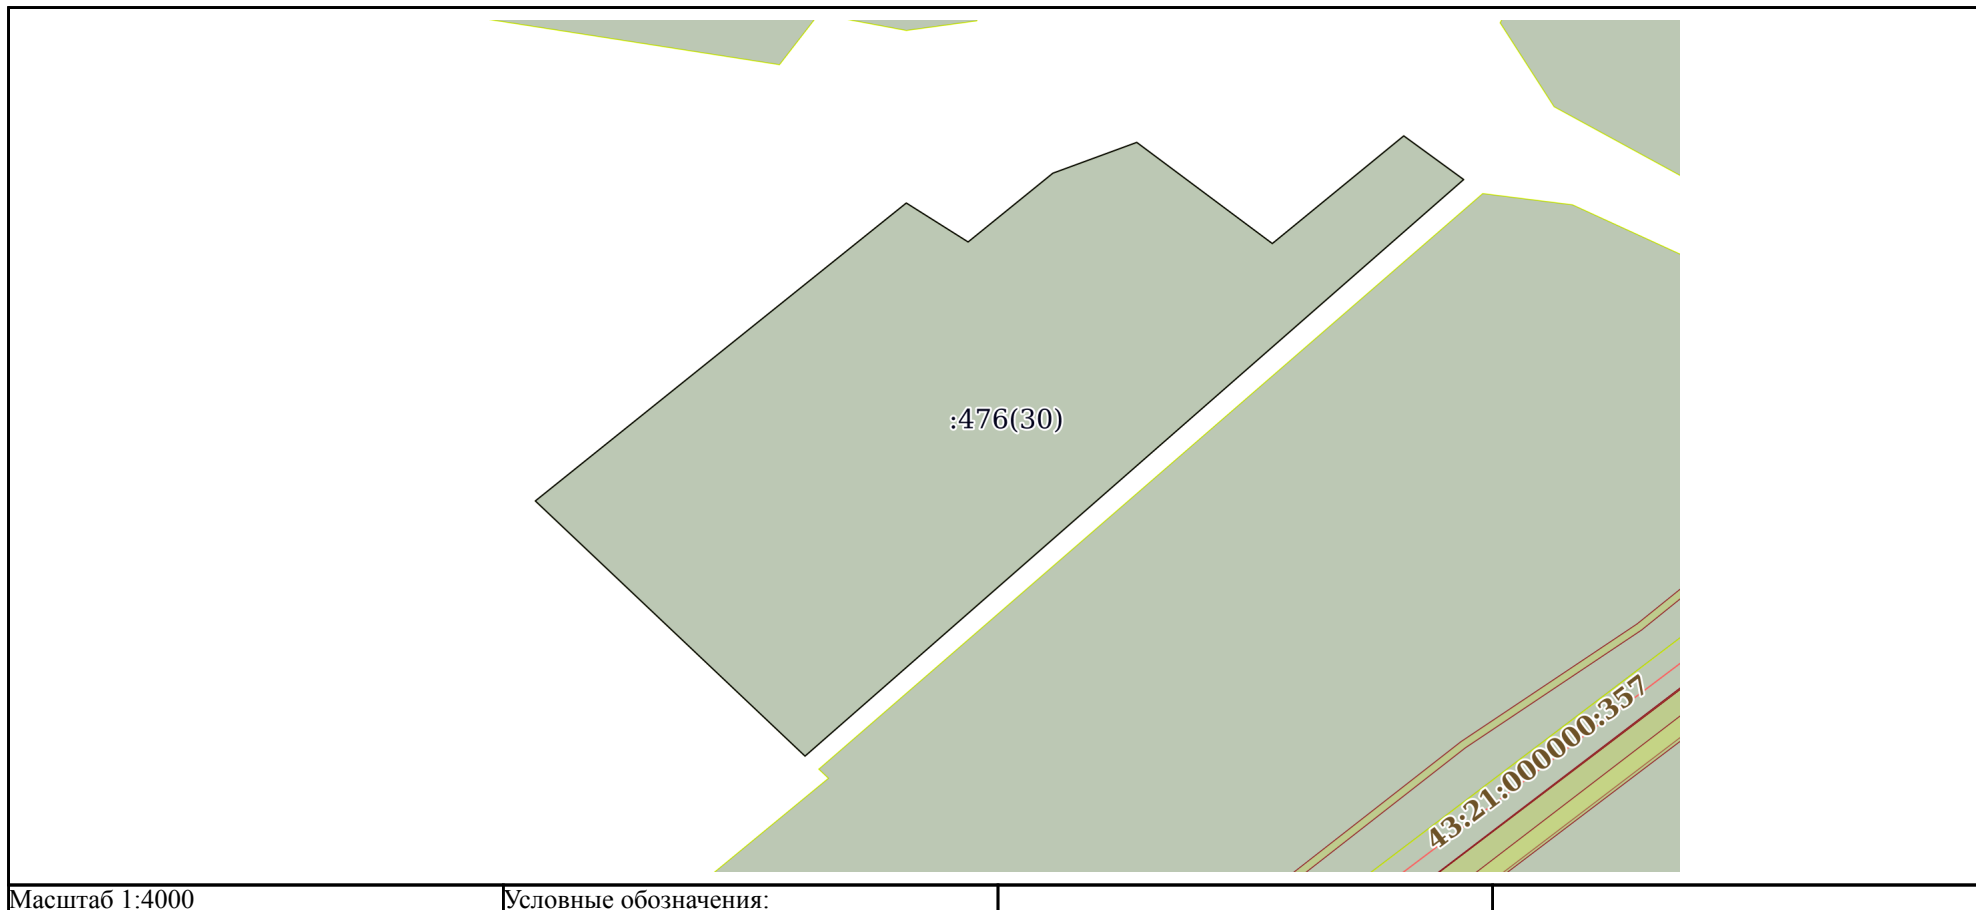 :476(30)
43:21:000000:357
Масштаб 1:4000
Условные обозначения: